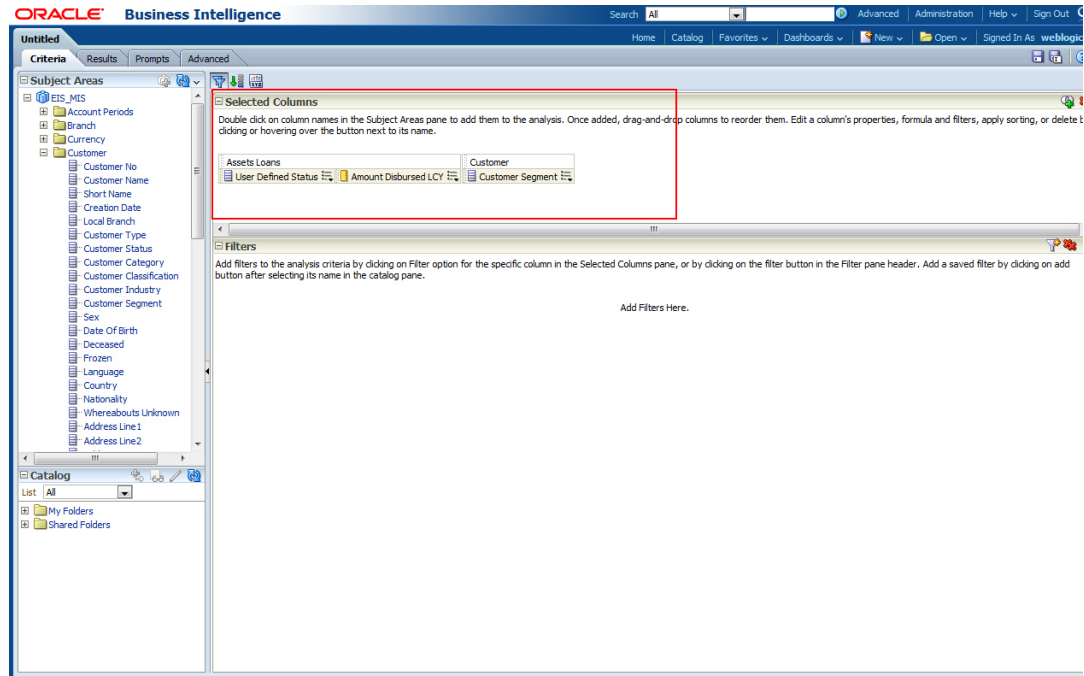 ORACLE Business Intelligence
Search All Advanced Administration Help Sign Out
Untitled
Home Catalog Favorites Dashboards New Open Signed In As weblogic
Criteria Results Prompts Advanced
Subject Areas
EIS_MIS
Account Periods
Branch
Currency
Customer
Customer No
Customer Name
Short Name
Creation Date
Local Branch
Customer Type
Customer Status
Customer Category
Customer Classification
Customer Industry
Customer Segment
Sex
Date Of Birth
Deceased
Frozen
Language
Country
Nationality
Whereabouts Unknown
Address Line1
Address Line2
Catalog
List All
My Folders
Shared Folders
Selected Columns
Double click on column names in the Subject Areas pane to add them to the analysis. Once added, drag-and-drop columns to reorder them. Edit a column's properties, formula and filters, apply sorting, or delete
clicking or hovering over the button next to its name.
Assets Loans Customer
User Defined Status Amount Disbursed LCY Customer Segment
Filters
Add filters to the analysis criteria by clicking on Filter option for the specific column in the Selected Columns pane, or by clicking on the filter button in the Filter pane header. Add a saved filter by clicking on add
button after selecting its name in the catalog pane.
Add Filters Here.